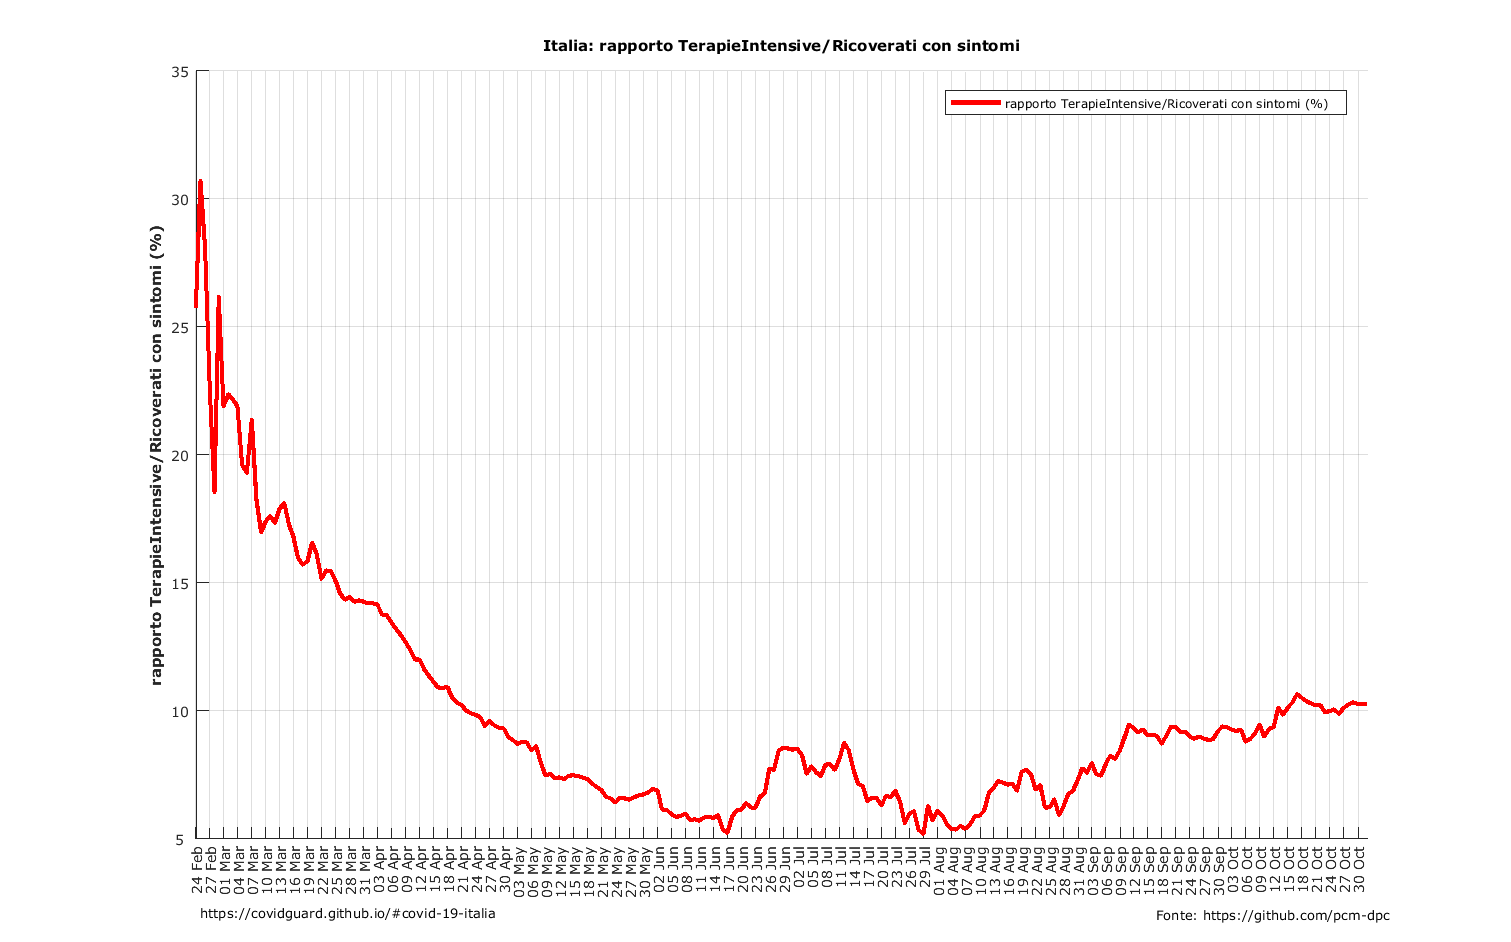 Italia: rapporto TerapieIntensive/Ricoverati con sintomi
rapporto TerapieIntensive/Ricoverati con sintomi (%)
rapporto TerapieIntensive/Ricoverati con sintomi (%)
35
30
25
20
15
10
5
24 Feb
27 Feb
01 Mar
04 Mar
07 Mar
10 Mar
13 Mar
16 Mar
19 Mar
22 Mar
25 Mar
28 Mar
31 Mar
03 Apr
06 Apr
09 Apr
12 Apr
15 Apr
18 Apr
21 Apr
24 Apr
27 Apr
30 Apr
03 May
06 May
09 May
12 May
15 May
18 May
21 May
24 May
27 May
30 May
02 Jun
05 Jun
08 Jun
11 Jun
14 Jun
17 Jun
20 Jun
23 Jun
26 Jun
29 Jun
02 Jul
05 Jul
08 Jul
11 Jul
14 Jul
17 Jul
20 Jul
23 Jul
26 Jul
29 Jul
01 Aug
04 Aug
07 Aug
10 Aug
13 Aug
16 Aug
19 Aug
22 Aug
25 Aug
28 Aug
31 Aug
03 Sep
06 Sep
09 Sep
12 Sep
15 Sep
18 Sep
21 Sep
24 Sep
27 Sep
30 Sep
03 Oct
06 Oct
09 Oct
12 Oct
15 Oct
18 Oct
21 Oct
24 Oct
27 Oct
30 Oct
https://covidguard.github.io/#covid-19-italia
Fonte: https://github.com/pcm-dpc